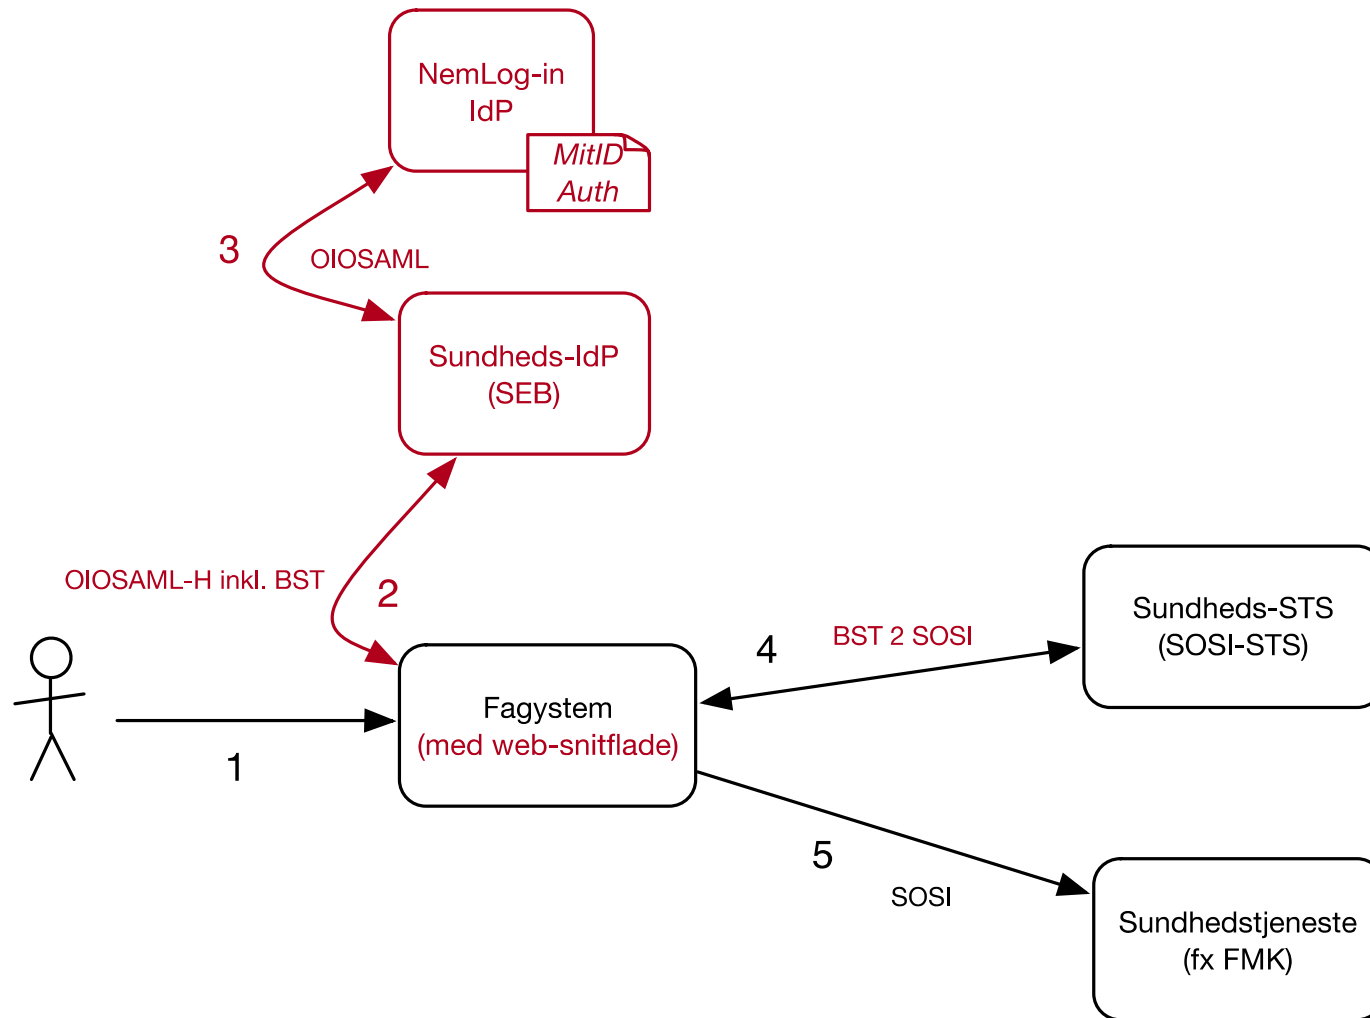 NemLog-in
IdP
MitID
Auth
3
OIOSAML
Sundheds-IdP
(SEB)
OIOSAML-H inkl. BST
2
Sundheds-STS
(SOSI-STS)
4
BST 2 SOSI
Fagystem
(med web-snitflade)
1
5
SOSI
Sundhedstjeneste
(fx FMK)